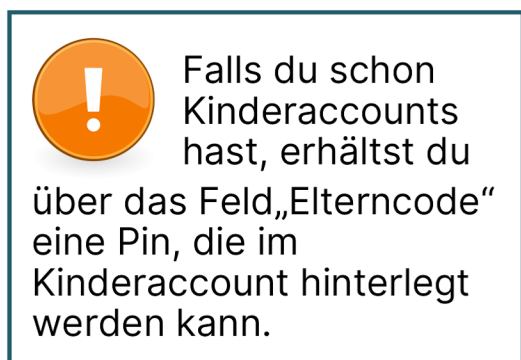 Falls du schon
Kinderaccounts
hast, erhältst du
über das Feld„Elterncode“
eine Pin, die im
Kinderaccount hinterlegt
werden kann.